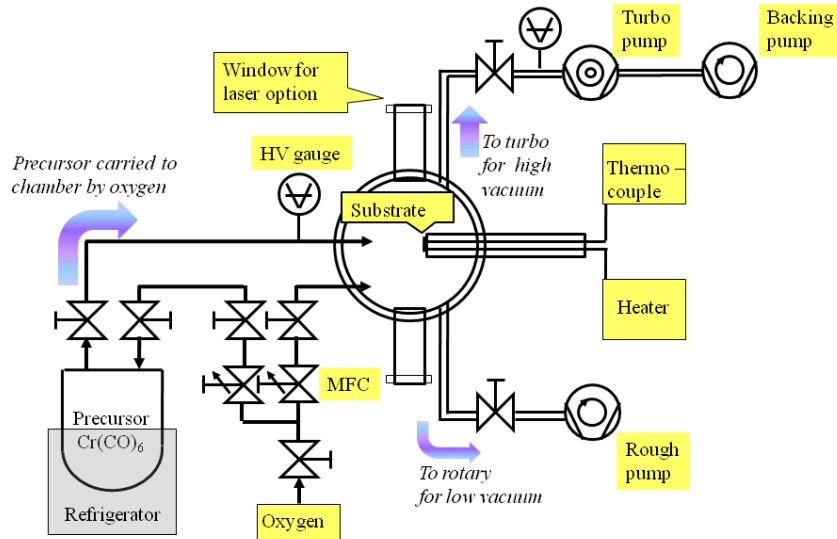 Turbo
pump
Backing
pump
Window for
laser option
Precursor carried to
chamber by oxygen
HV gauge
To turbo
for high
vacuum
Thermo –
couple
Substrate
Heater
MFC
Precursor
Cr(CO)6
Refrigerator
Oxygen
To rotary
for low vacuum
Rough
pump